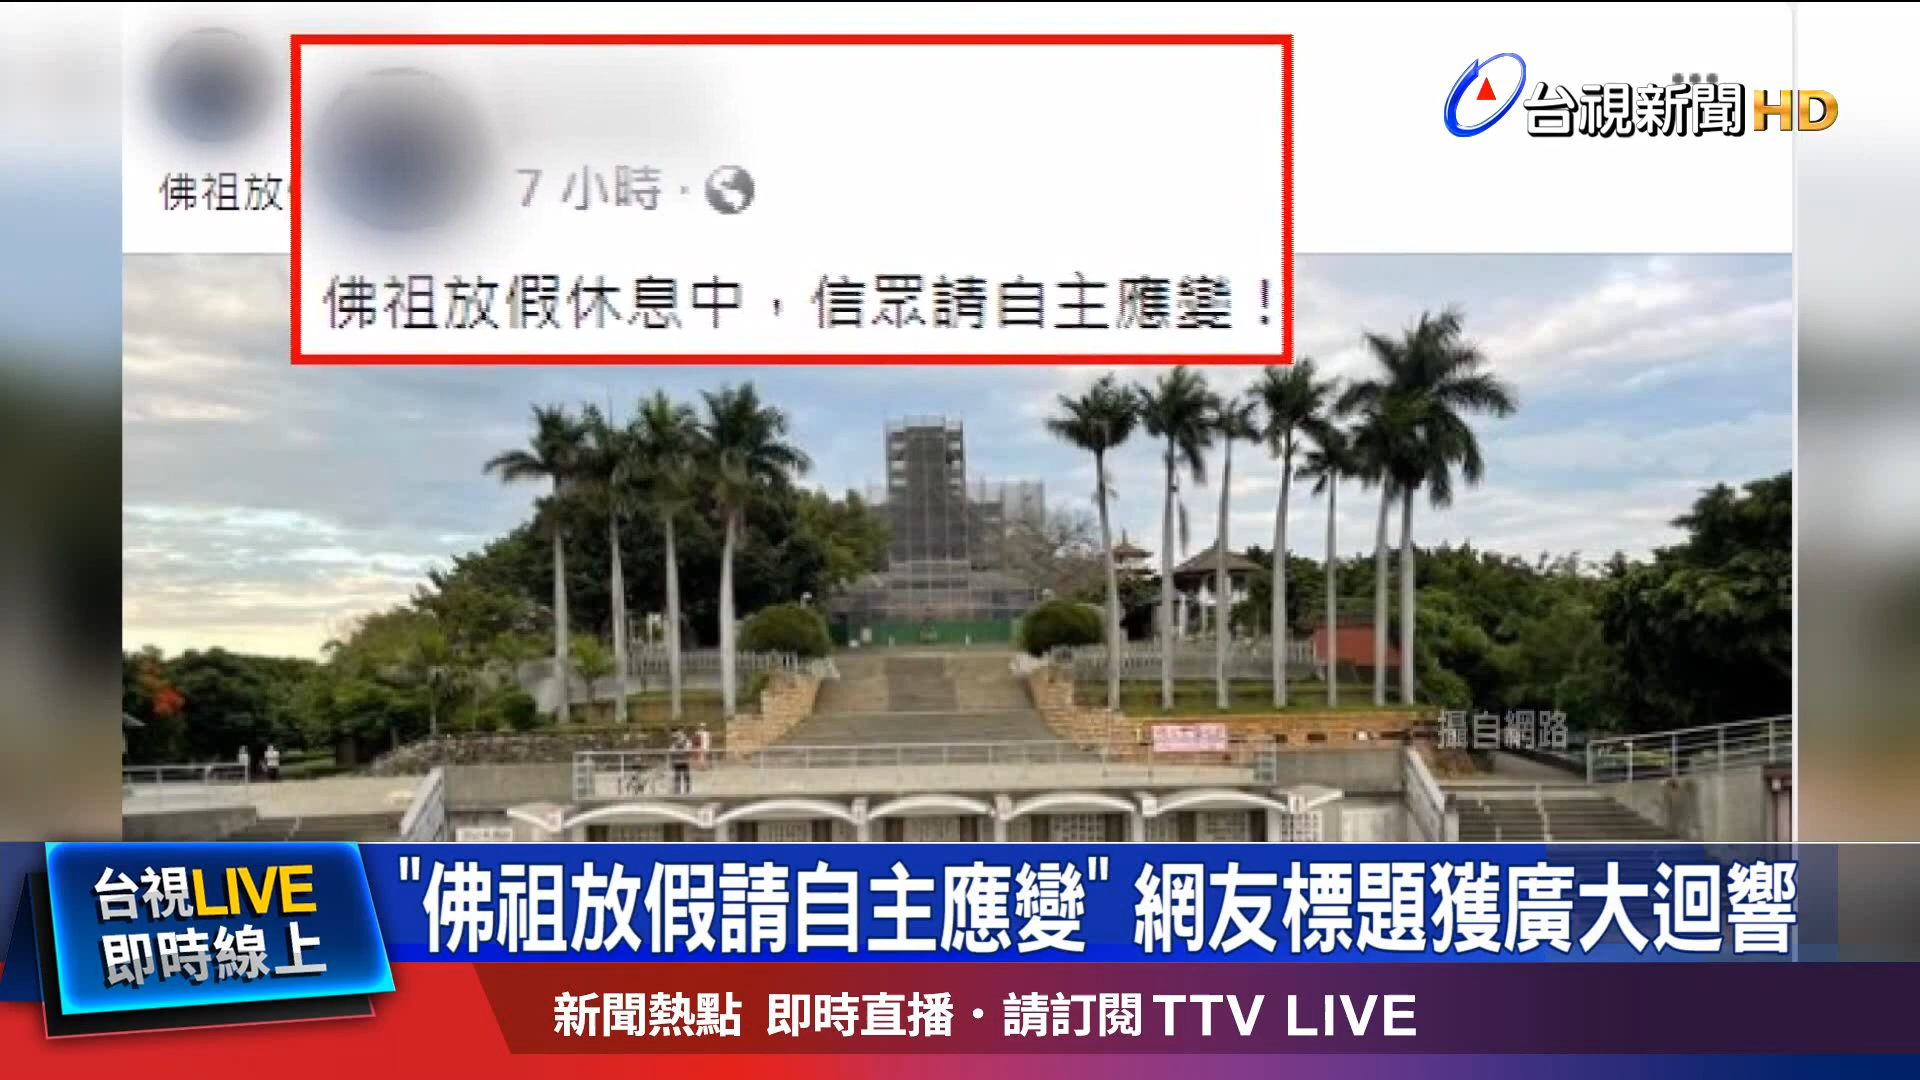 台視新聞HD
佛祖放
7 小時
佛祖放假休息中，信眾請自主應變！
攝自網路
台視LIVE
即時線上
"佛祖放假請自主應變" 網友標題獲廣大迴響
新聞熱點 即時直播・請訂閱TTV LIVE